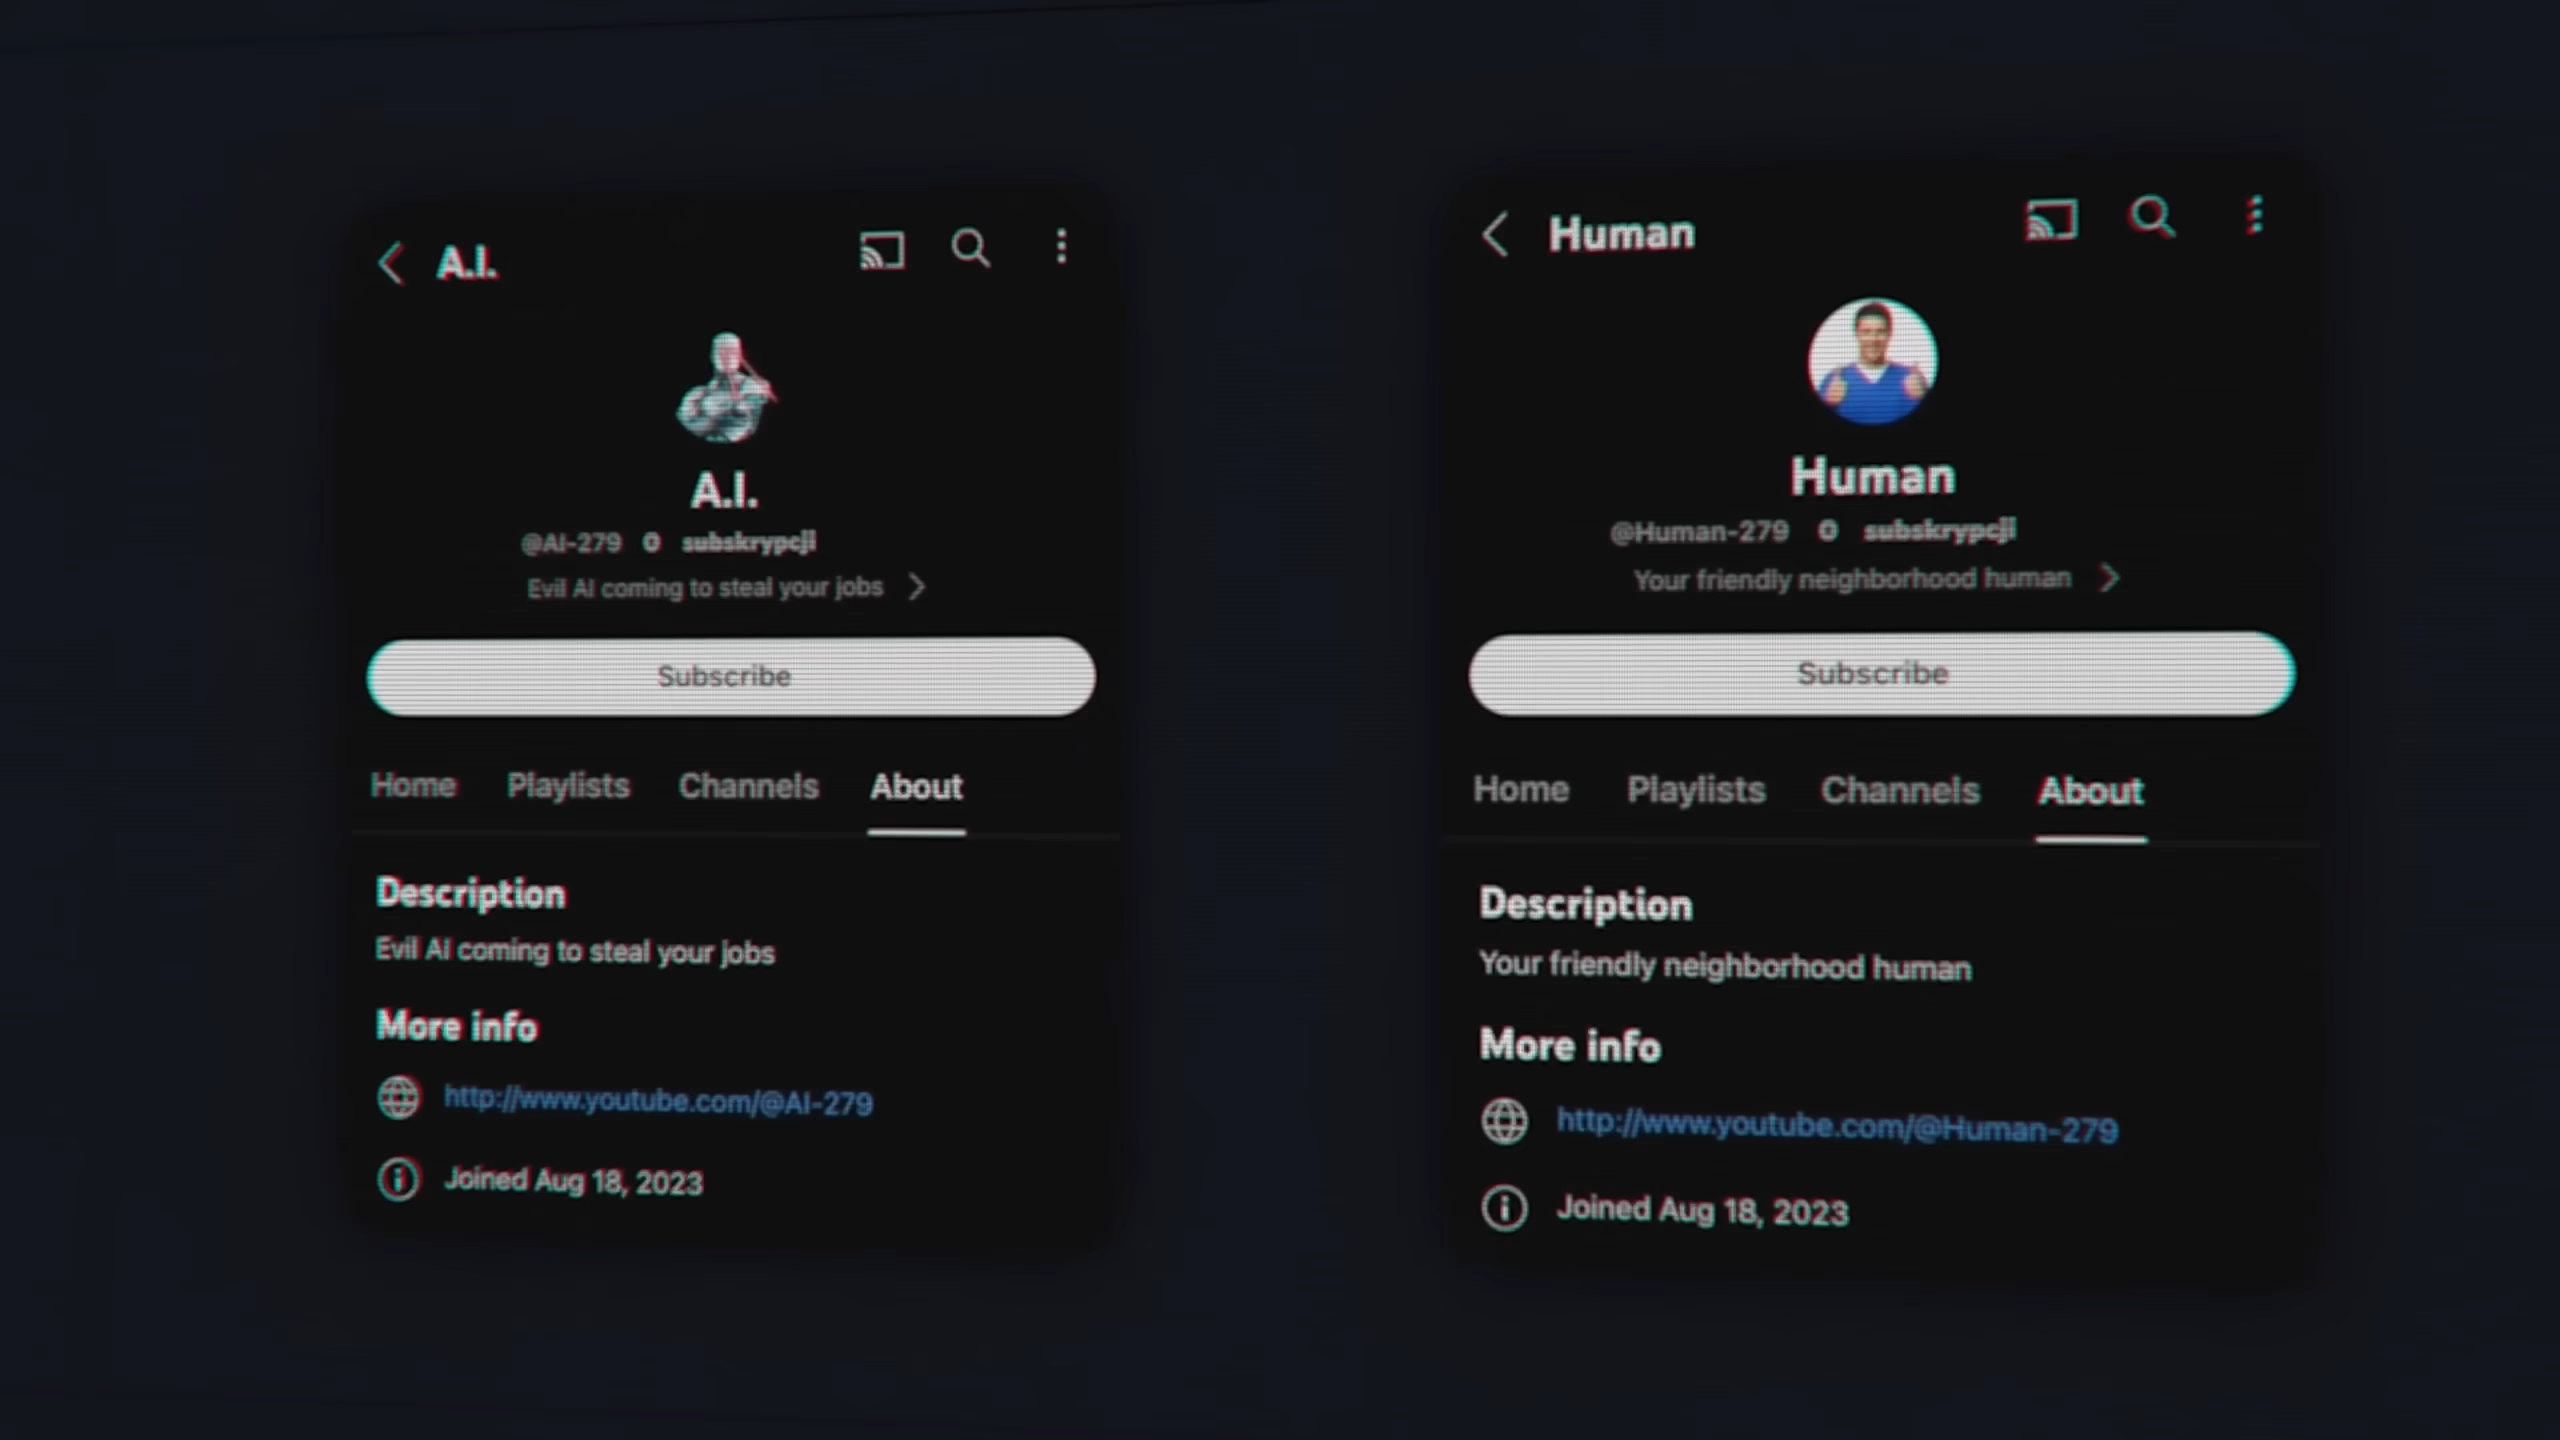 A.I.
A.I.
@AI-279 0 subskrypcji
Evil AI coming to steal your jobs
Subscribe
Home Playlists Channels About
Description
Evil AI coming to steal your jobs
More info
http://www.youtube.com/@AI-279
Joined Aug 18, 2023
Human
Human
@Human-279 0 subskrypcji
Your friendly neighborhood human
Subscribe
Home Playlists Channels About
Description
Your friendly neighborhood human
More info
http://www.youtube.com/@Human-279
Joined Aug 18, 2023